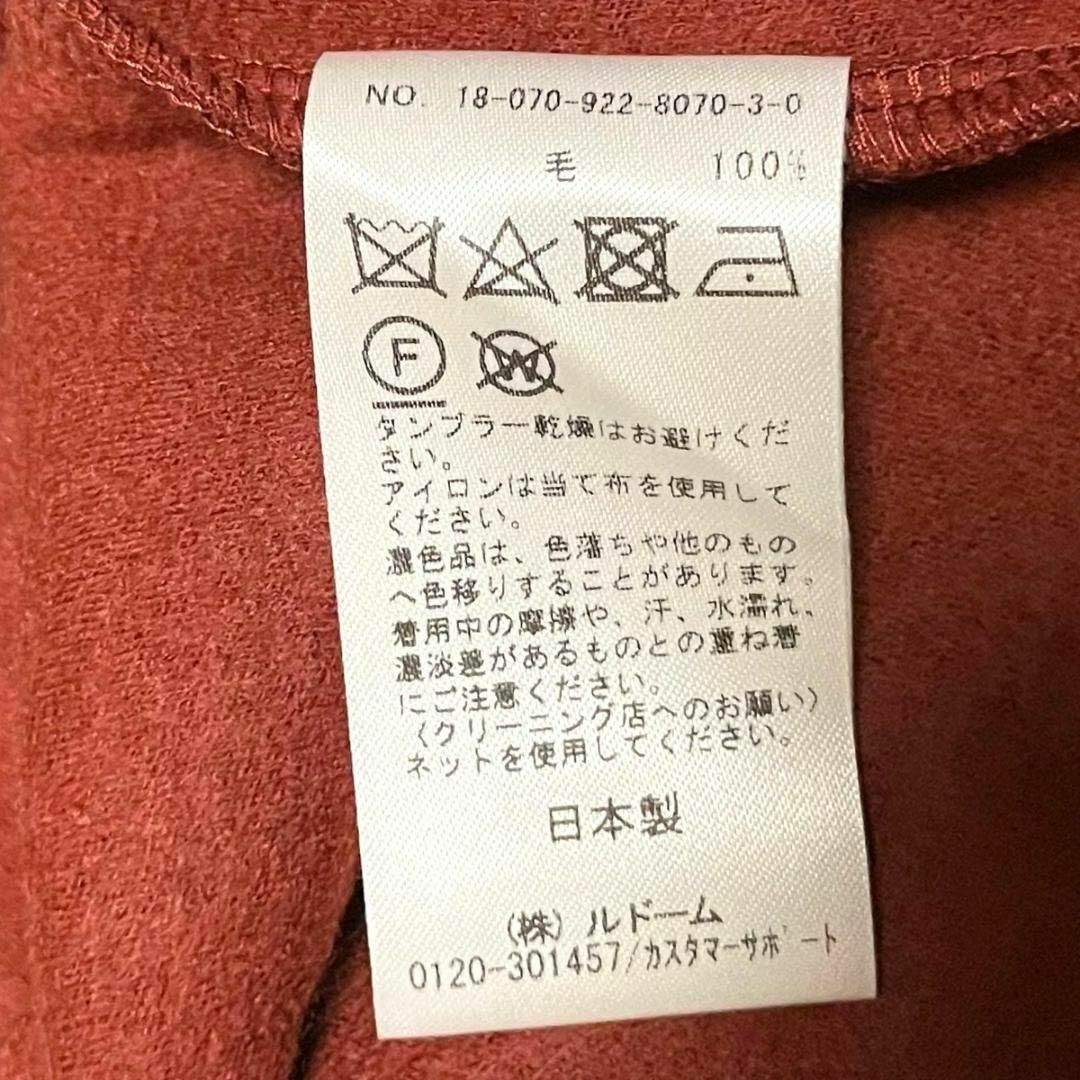 NO. 18-070-922-8070-3-0
毛 100%
F
W
タンブラー乾燥はお避けくだ
さい。
アイロンは当て布を使用して
ください。
濃色品は、色落ちや他のもの
へ色移りすることがあります。
着用中の摩擦や、汗、水濡れ、
濃淡差があるものとの重ね着
にご注意ください。
〈クリーニング店へのお願い〉
ネットを使用してください。
日本製
(株)ルドーム
0120-301457/カスタマーサポート